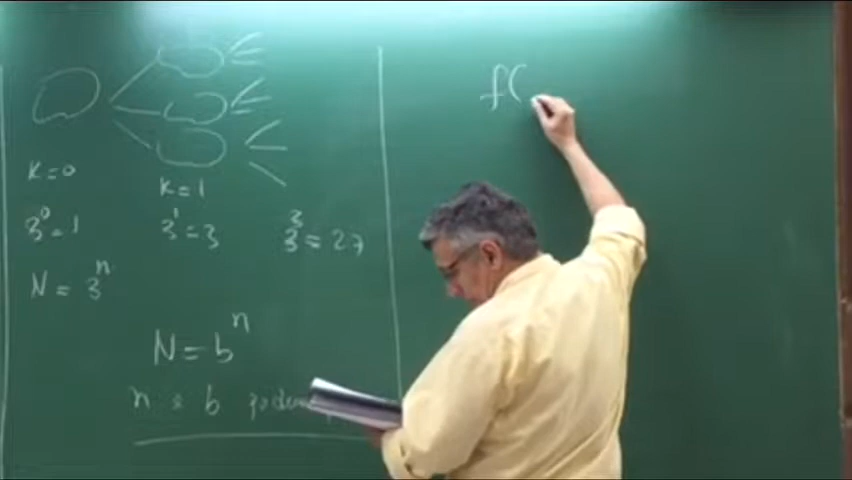 k=0
k=1
3⁰=1
3¹=3
3³=27
N=3ⁿ
N=bⁿ
n e b
f(